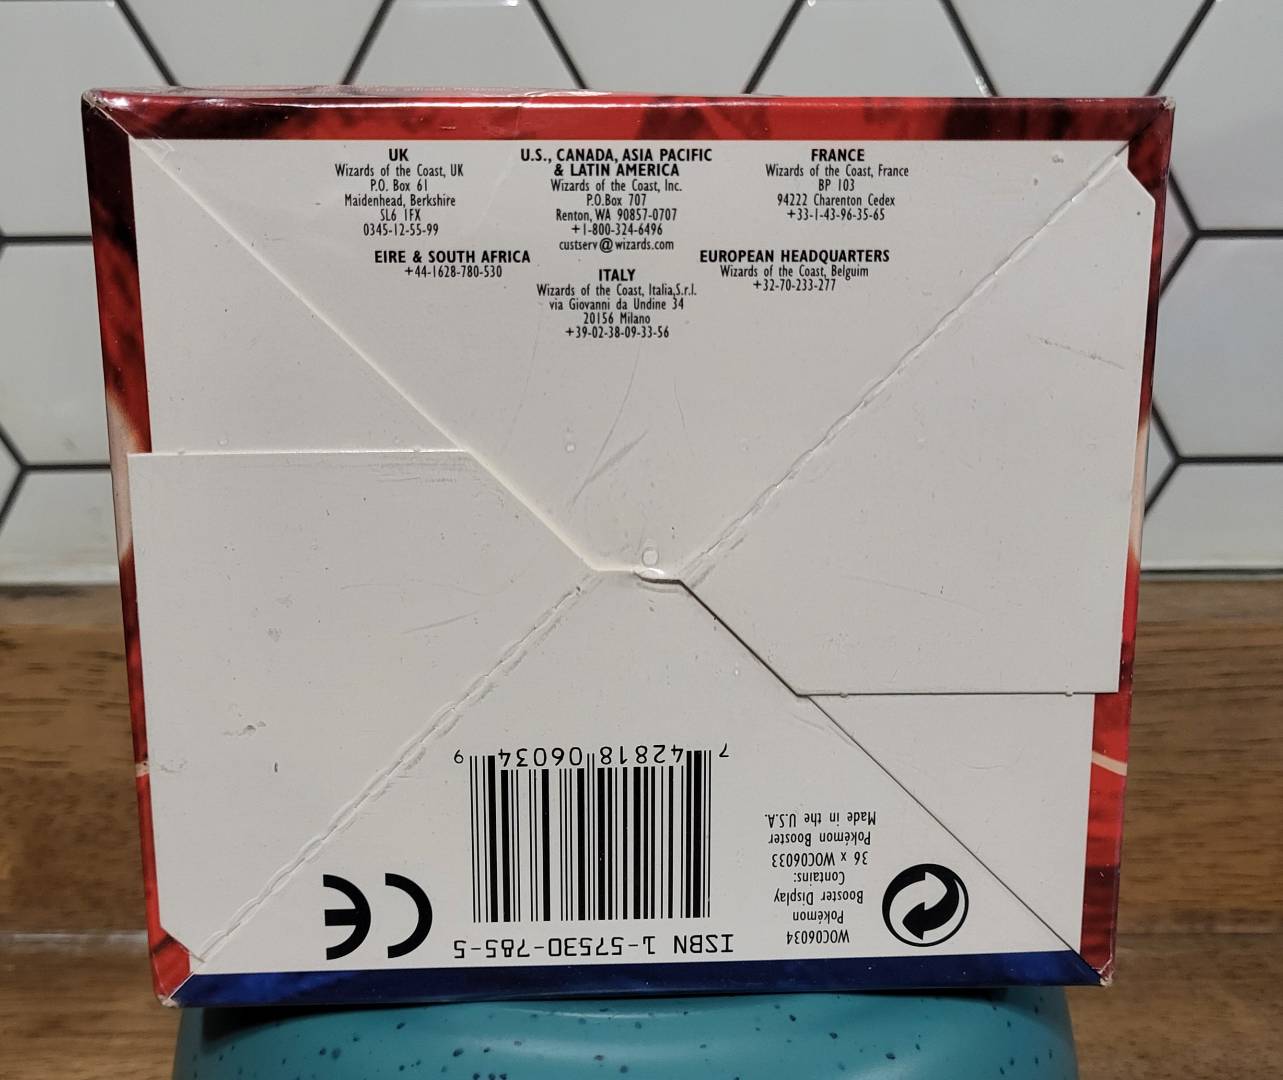 UK
Wizards of the Coast, UK
P.O. Box 61
Maidenhead, Berkshire
SL6 1FX
0345-12-55-99
U.S., CANADA, ASIA PACIFIC
& LATIN AMERICA
Wizards of the Coast, Inc.
P.O.Box 707
Renton, WA 90857-0707
+1-800-324-6496
custserv@wizards.com
FRANCE
Wizards of the Coast, France
BP 103
94222 Charenton Cedex
+33-1-43-96-35-65
EIRE & SOUTH AFRICA
+44-1628-780-530
ITALY
Wizards of the Coast, Italia,S.r.l.
via Giovanni da Undine 34
20156 Milano
+39-02-38-09-33-56
EUROPEAN HEADQUARTERS
Wizards of the Coast, Belguim
+32-70-233-277
WOC06034
Pokémon
Booster Display
Contains:
36 x WOC06033
Pokémon Booster
Made in the U.S.A.
ISBN 1-57530-785-5
7 42818 06034 9
CE